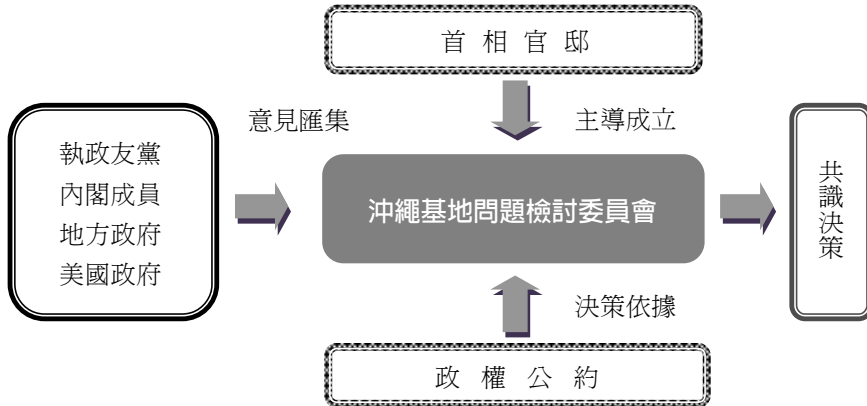 首相官邸
意見匯集
主導成立
執政友黨
內閣成員
地方政府
美國政府
沖繩基地問題檢討委員會
共識決策
決策依據
政權公約